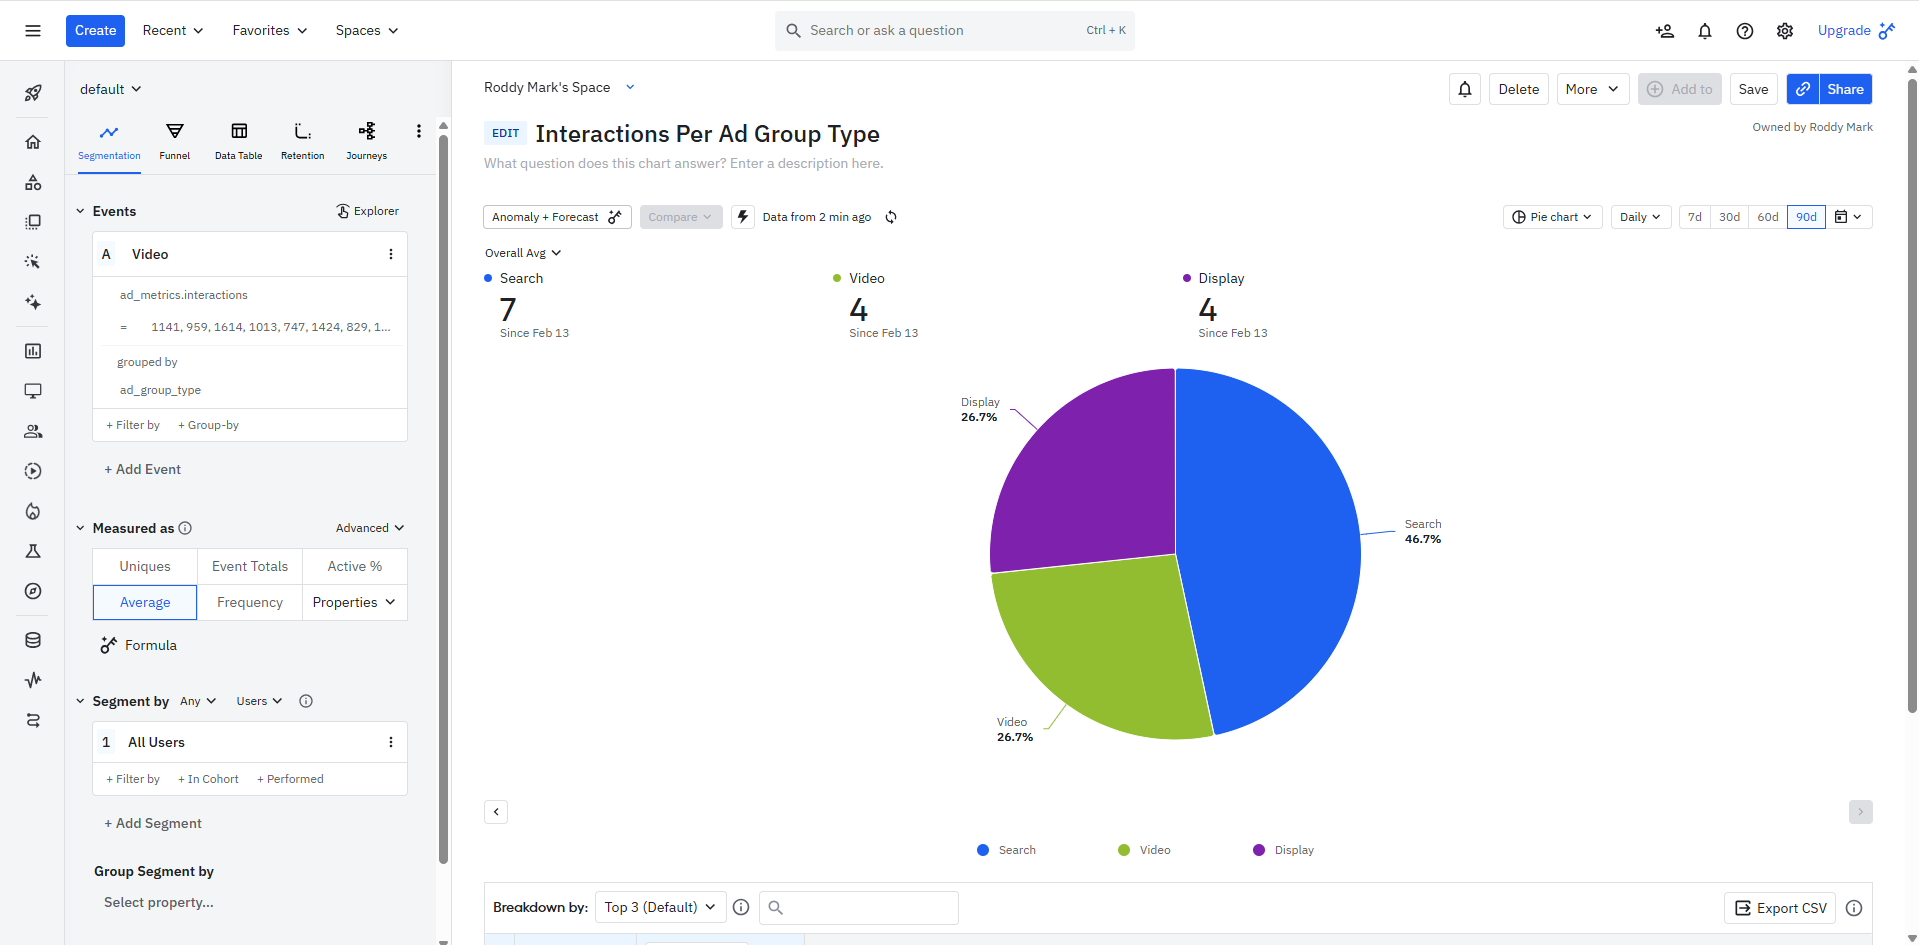 Create
Recent
Favorites
Spaces
Search or ask a question
Ctrl + K
Upgrade
default
Segmentation
Funnel
Data Table
Retention
Journeys
Events
Explorer
A Video
ad_metrics.interactions
= 1141, 959, 1614, 1013, 747, 1424, 829, 1...
grouped by
ad_group_type
+ Filter by + Group-by
+ Add Event
Measured as
Advanced
Uniques Event Totals Active %
Average Frequency Properties
Formula
Segment by Any Users
1 All Users
+ Filter by + In Cohort + Performed
+ Add Segment
Group Segment by
Select property...
Roddy Mark's Space
Delete
More
Add to
Save
Share
EDIT Interactions Per Ad Group Type
Owned by Roddy Mark
What question does this chart answer? Enter a description here.
Anomaly + Forecast
Compare
Data from 2 min ago
Pie chart
Daily
7d 30d 60d 90d
Overall Avg
Search
7
Since Feb 13
Video
4
Since Feb 13
Display
4
Since Feb 13
Display
26.7%
Search
46.7%
Video
26.7%
Search Video Display
Breakdown by: Top 3 (Default)
Export CSV